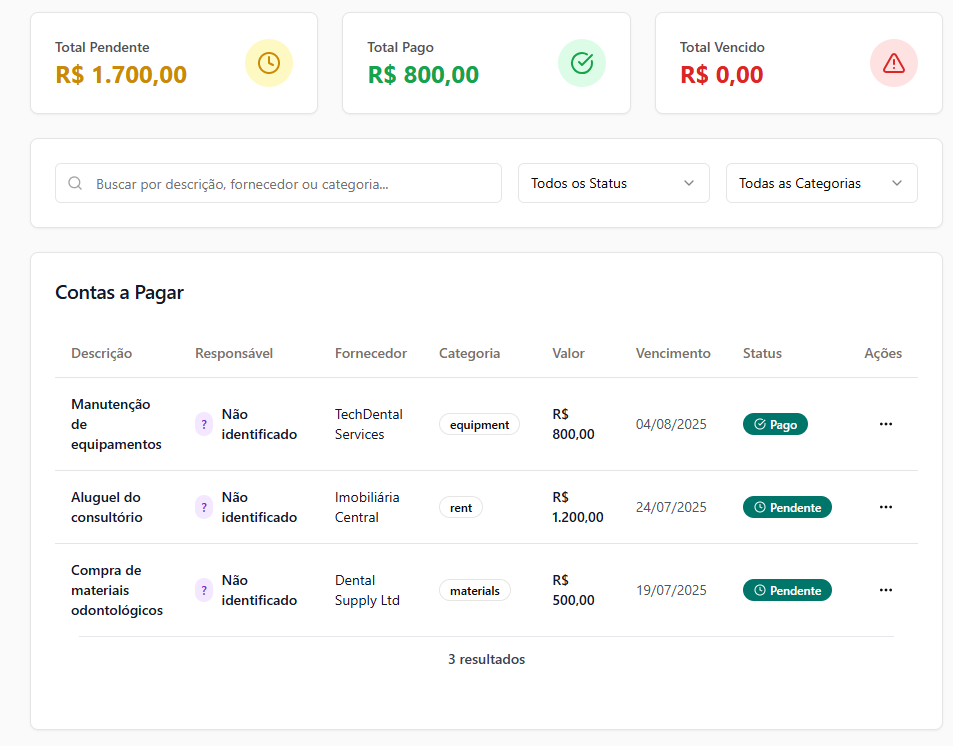 Total Pendente
R$ 1.700,00
Total Pago
R$ 800,00
Total Vencido
R$ 0,00
Buscar por descrição, fornecedor ou categoria...
Todos os Status
Todas as Categorias
Contas a Pagar
Descrição Responsável Fornecedor Categoria Valor Vencimento Status Ações
Manutenção
de
equipamentos
?
Não
identificado
TechDental
Services
equipment
R$
800,00
04/08/2025
Pago
...
Aluguel do
consultório
?
Não
identificado
Imobiliária
Central
rent
R$
1.200,00
24/07/2025
Pendente
...
Compra de
materiais
odontológicos
?
Não
identificado
Dental
Supply Ltd
materials
R$
500,00
19/07/2025
Pendente
...
3 resultados